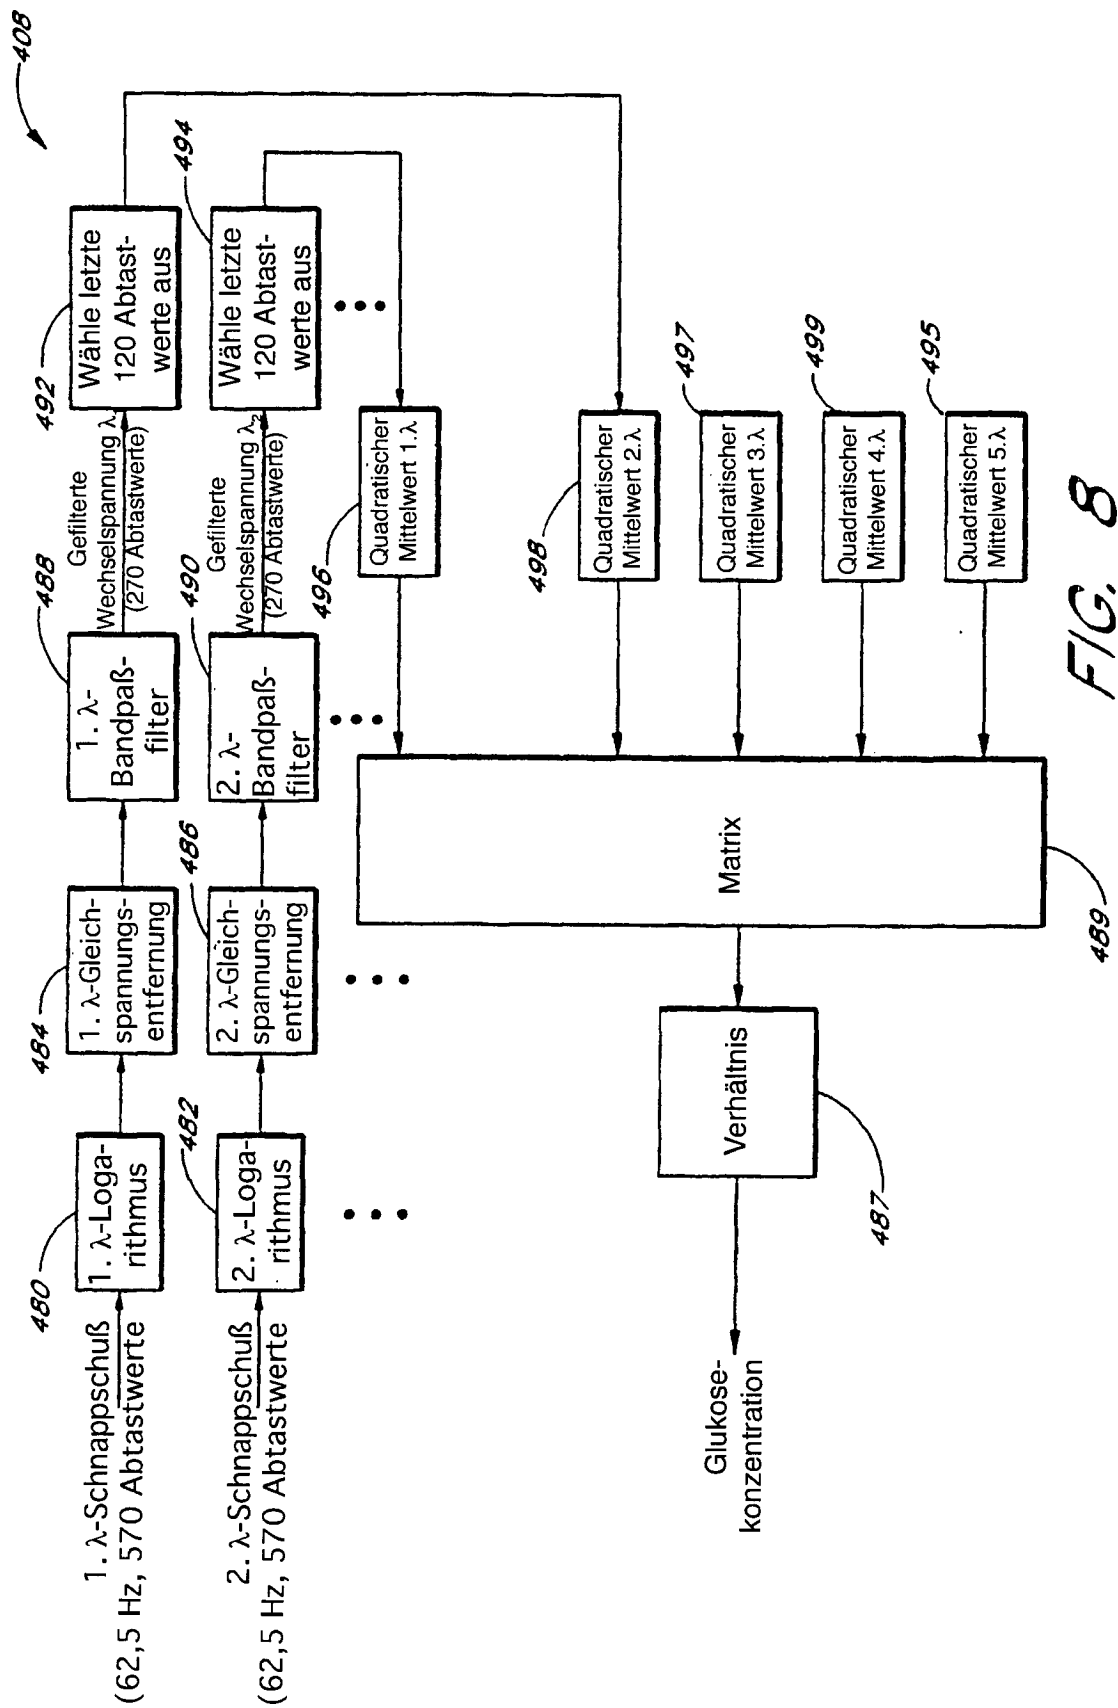 408
1. λ-Schnappschuß
(62,5 Hz, 570 Abtastwerte)
480
1. λ-Loga-
rithmus
484
1. λ-Gleich-
spannungs-
entfernung
488
1. λ-
Bandpaß-
filter
Gefilterte
Wechselspannung λ₁
(270 Abtastwerte)
492
Wähle letzte
120 Abtast-
werte aus
2. λ-Schnappschuß
(62,5 Hz, 570 Abtastwerte)
482
2. λ-Loga-
rithmus
486
2. λ-Gleich-
spannungs-
entfernung
490
2. λ-
Bandpaß-
filter
Gefilterte
Wechselspannung λ₂
(270 Abtastwerte)
494
Wähle letzte
120 Abtast-
werte aus
496
Quadratischer
Mittelwert 1.λ
498
Quadratischer
Mittelwert 2.λ
497
Quadratischer
Mittelwert 3.λ
499
Quadratischer
Mittelwert 4.λ
495
Quadratischer
Mittelwert 5.λ
Matrix
489
Verhältnis
487
Glukose-
konzentration
FIG. 8